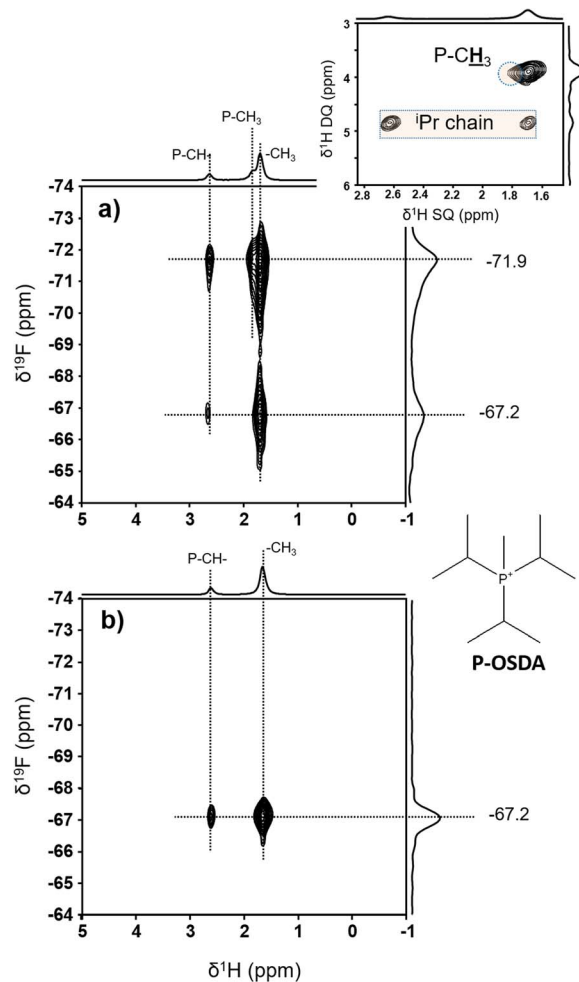 3
4
5
6
δ¹H DQ (ppm)
P-CH₃
ⁱPr chain
2.8 2.6 2.4 2.2 2 1.8 1.6
δ¹H SQ (ppm)
P-CH₃
P-CH-
-CH₃
a)
-74
-73
-72
-71
-70
-69
-68
-67
-66
-65
-64
δ¹⁹F (ppm)
-71.9
-67.2
5 4 3 2 1 0 -1
P-CH-
-CH₃
b)
-74
-73
-72
-71
-70
-69
-68
-67
-66
-65
-64
δ¹⁹F (ppm)
-67.2
5 4 3 2 1 0 -1
δ¹H (ppm)
P⁺
P-OSDA